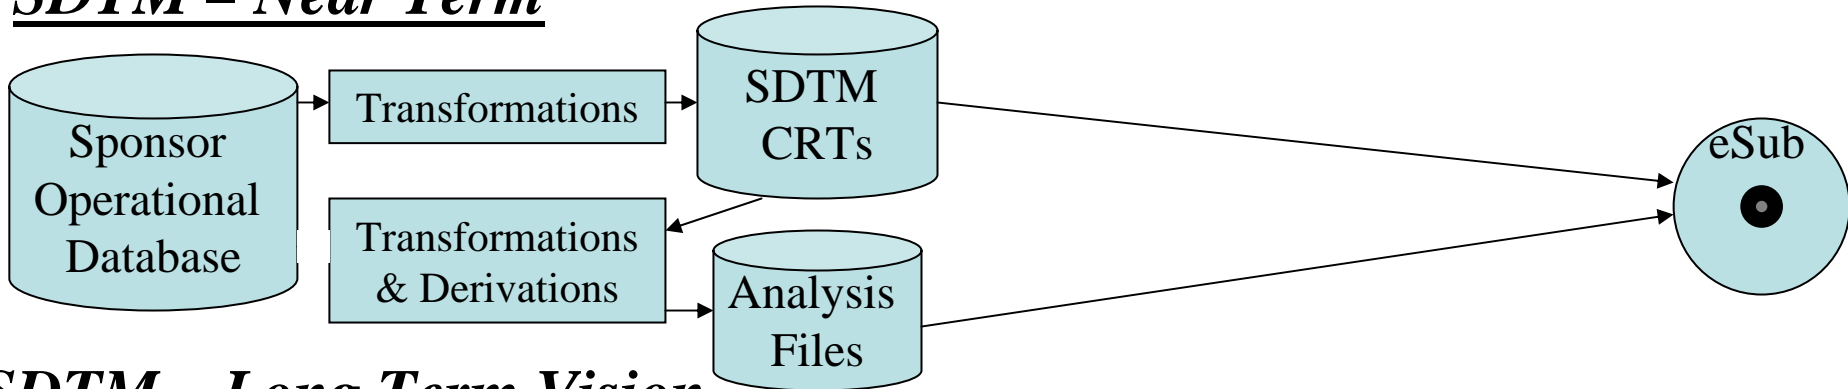 SDTM – Near Term
Sponsor
Operational
Database
Transformations
SDTM
CRTs
Transformations
& Derivations
Analysis
Files
eSub
SDTM – Long Term Vision